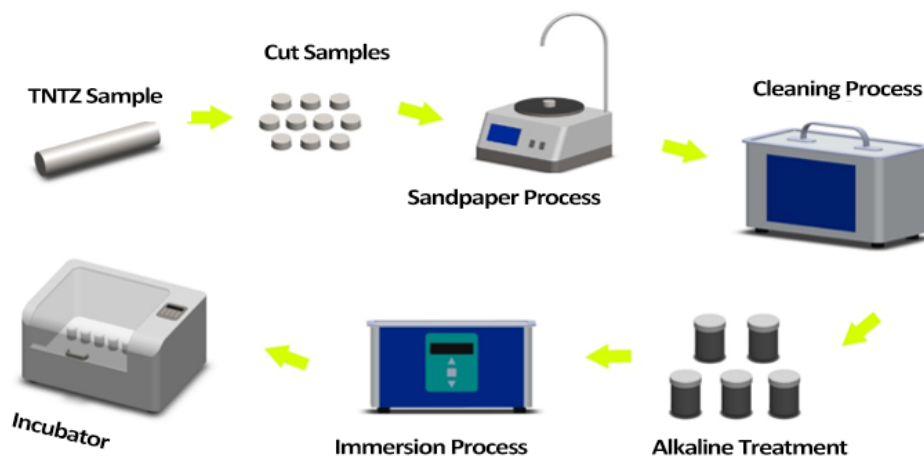 TNTZ Sample
Cut Samples
Sandpaper Process
Cleaning Process
Alkaline Treatment
Immersion Process
Incubator